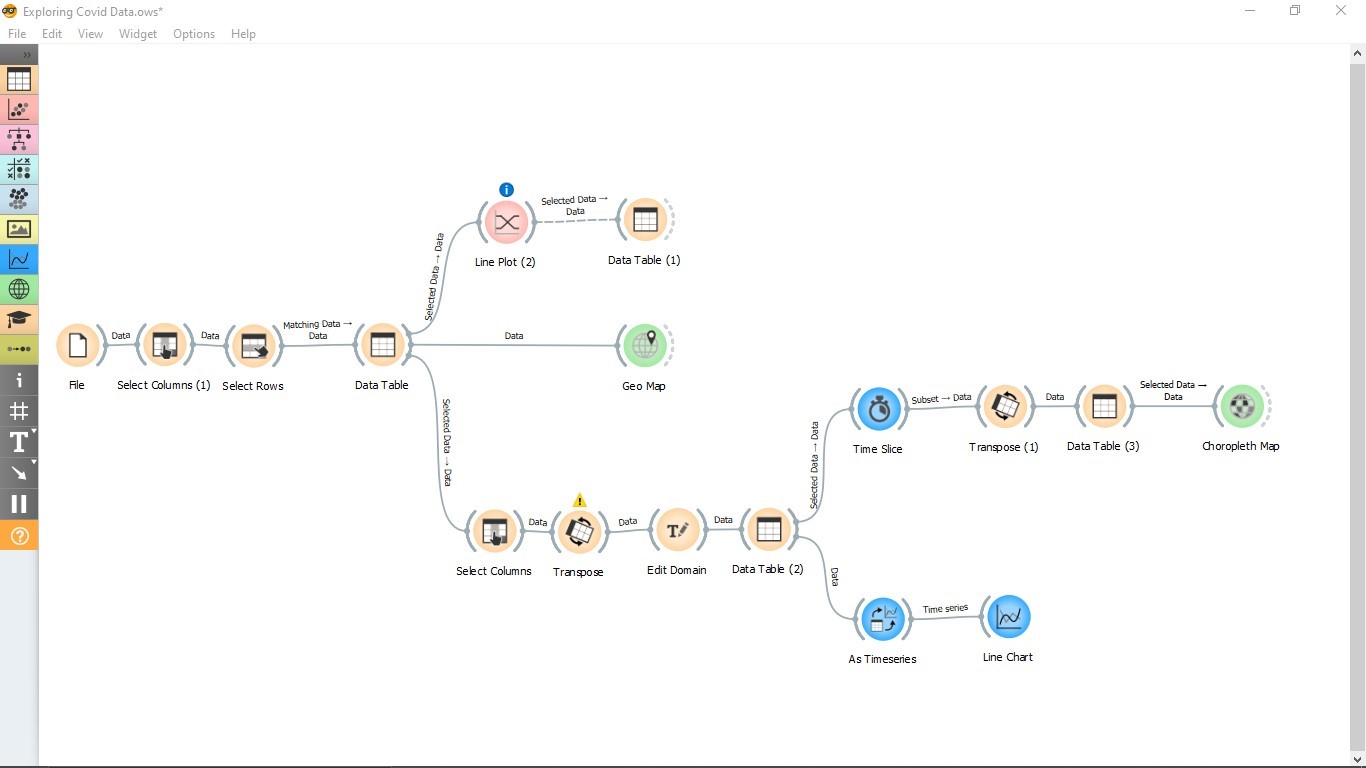 Exploring Covid Data.ows*
File Edit View Widget Options Help
Selected Data → Data
Selected Data →
Data
Line Plot (2)
Data Table (1)
Data
Data
Matching Data →
Data
Data
File
Select Columns (1)
Select Rows
Data Table
Geo Map
Selected Data → Data
Selected Data → Data
Subset → Data
Data
Selected Data →
Data
Time Slice
Transpose (1)
Data Table (3)
Choropleth Map
Data
Data
Data
Select Columns
Transpose
Edit Domain
Data Table (2)
Data
Time series
As Timeseries
Line Chart